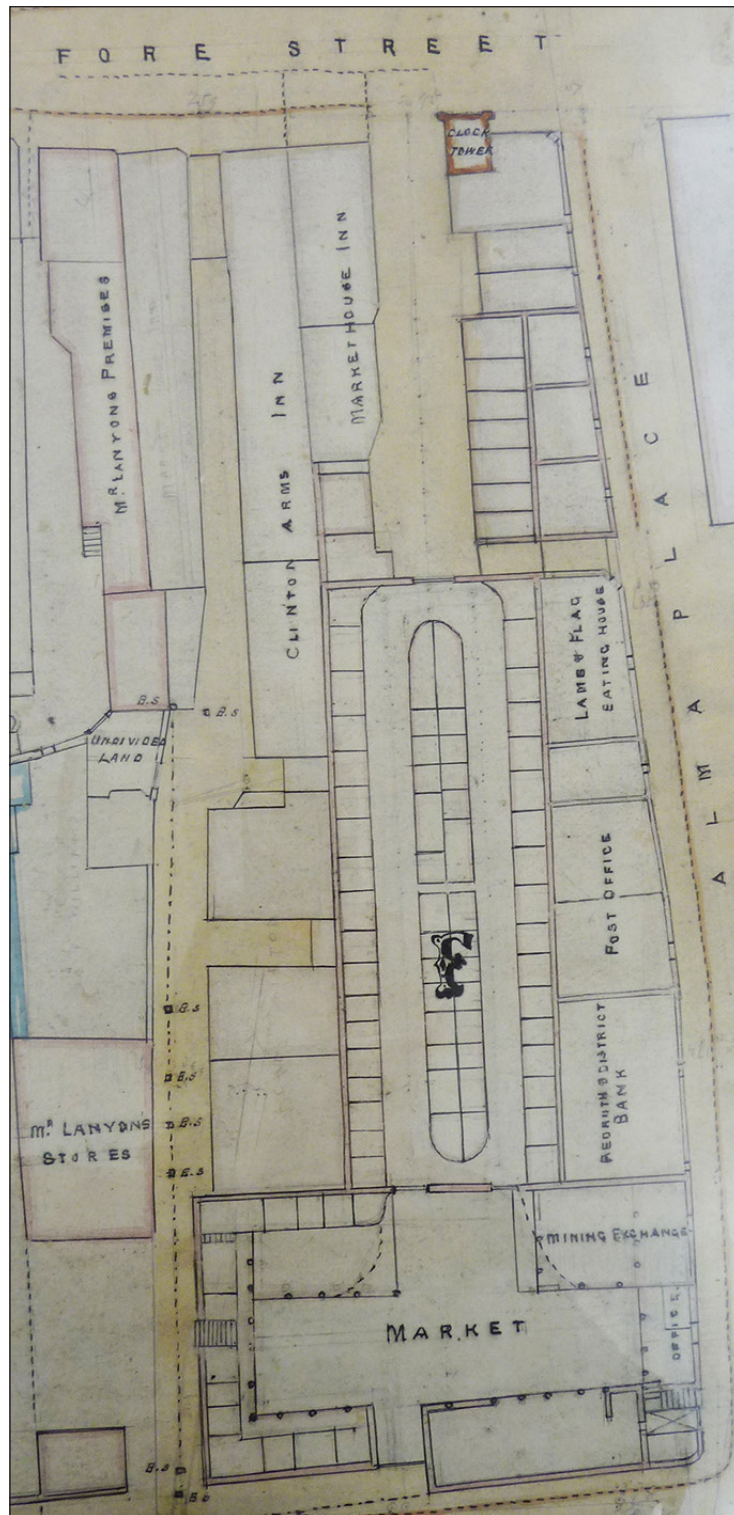 FORE STREET
CLOCK
TOWER
MARKET HOUSE INN
MR LANYONS PREMISES
CLINTON ARMS INN
ALMA PLACE
LAMB & FLAG
EATING HOUSE
B.S
B.S
UNDIVIDED
LAND
POST OFFICE
REDRUTH & DISTRICT
BANK
B.S
B.S
B.S
B.S
MR LANYON'S
STORES
MINING EXCHANGE
MARKET
OFFICE
B.S
B.S